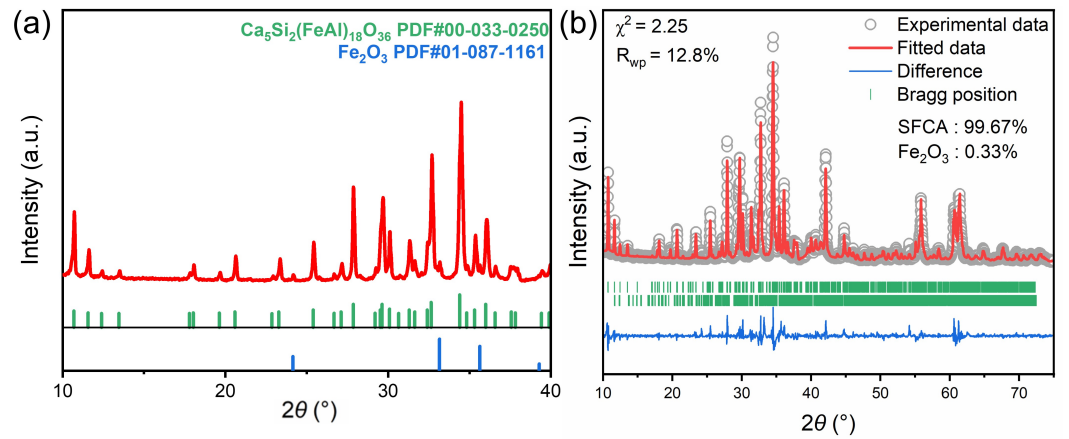 (a)
Ca₅Si₂(FeAl)₁₈O₃₆ PDF#00-033-0250
Fe₂O₃ PDF#01-087-1161
Intensity (a.u.)
10 20 30 40
2θ (°)
(b)
χ² = 2.25
R_wp = 12.8%
Experimental data
Fitted data
Difference
Bragg position
SFCA : 99.67%
Fe₂O₃ : 0.33%
Intensity (a.u.)
10 20 30 40 50 60 70
2θ (°)